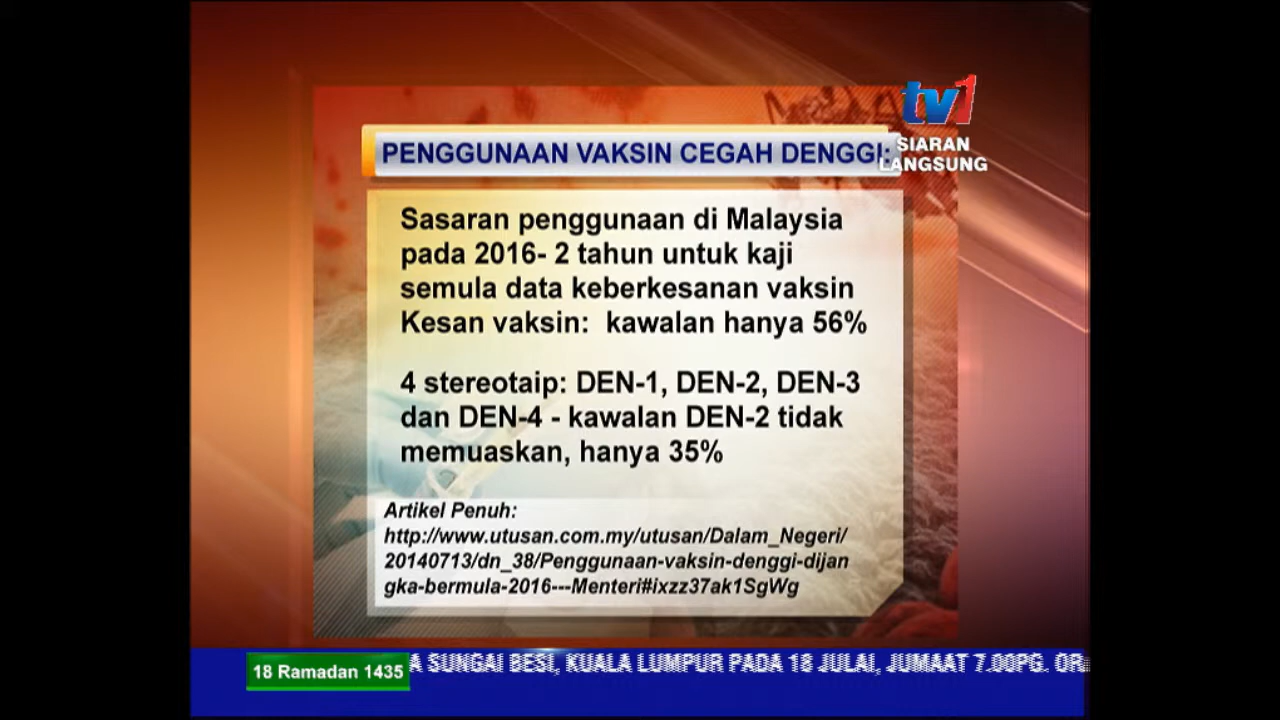 tv1
SIARAN
LANGSUNG
PENGGUNAAN VAKSIN CEGAH DENGGI:
Sasaran penggunaan di Malaysia
pada 2016- 2 tahun untuk kaji
semula data keberkesanan vaksin
Kesan vaksin: kawalan hanya 56%
4 stereotaip: DEN-1, DEN-2, DEN-3
dan DEN-4 - kawalan DEN-2 tidak
memuaskan, hanya 35%
Artikel Penuh:
http://www.utusan.com.my/utusan/Dalam_Negeri/
20140713/dn_38/Penggunaan-vaksin-denggi-dijan
gka-bermula-2016---Menteri#ixzz37ak1SgWg
18 Ramadan 1435
A SUNGAI BESI, KUALA LUMPUR PADA 18 JULAI, JUMAAT 7.00PG. OR